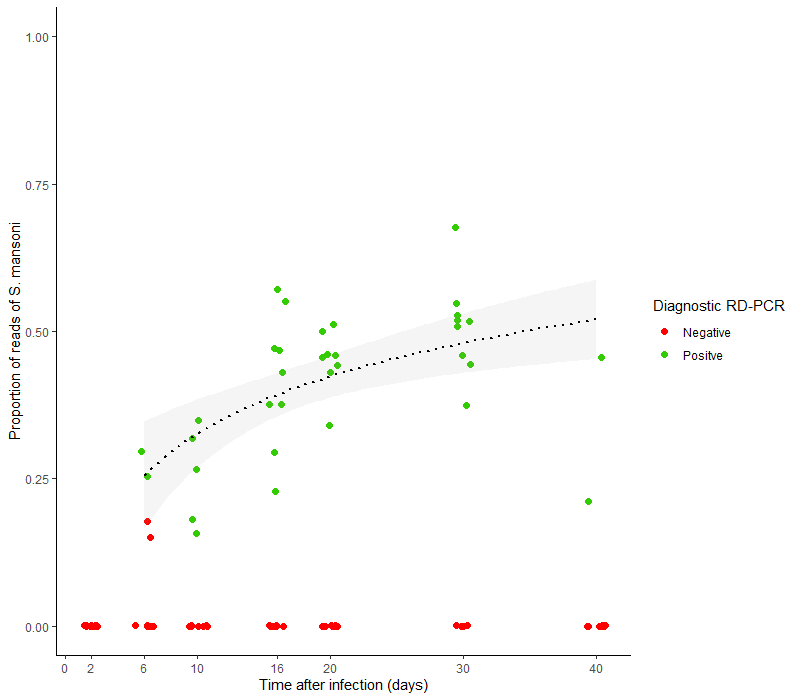 1.00
0.75
0.50
0.25
0.00
Proportion of reads of S. mansoni
0 2 6 10 16 20 30 40
Time after infection (days)
Diagnostic RD-PCR
Negative
Positve